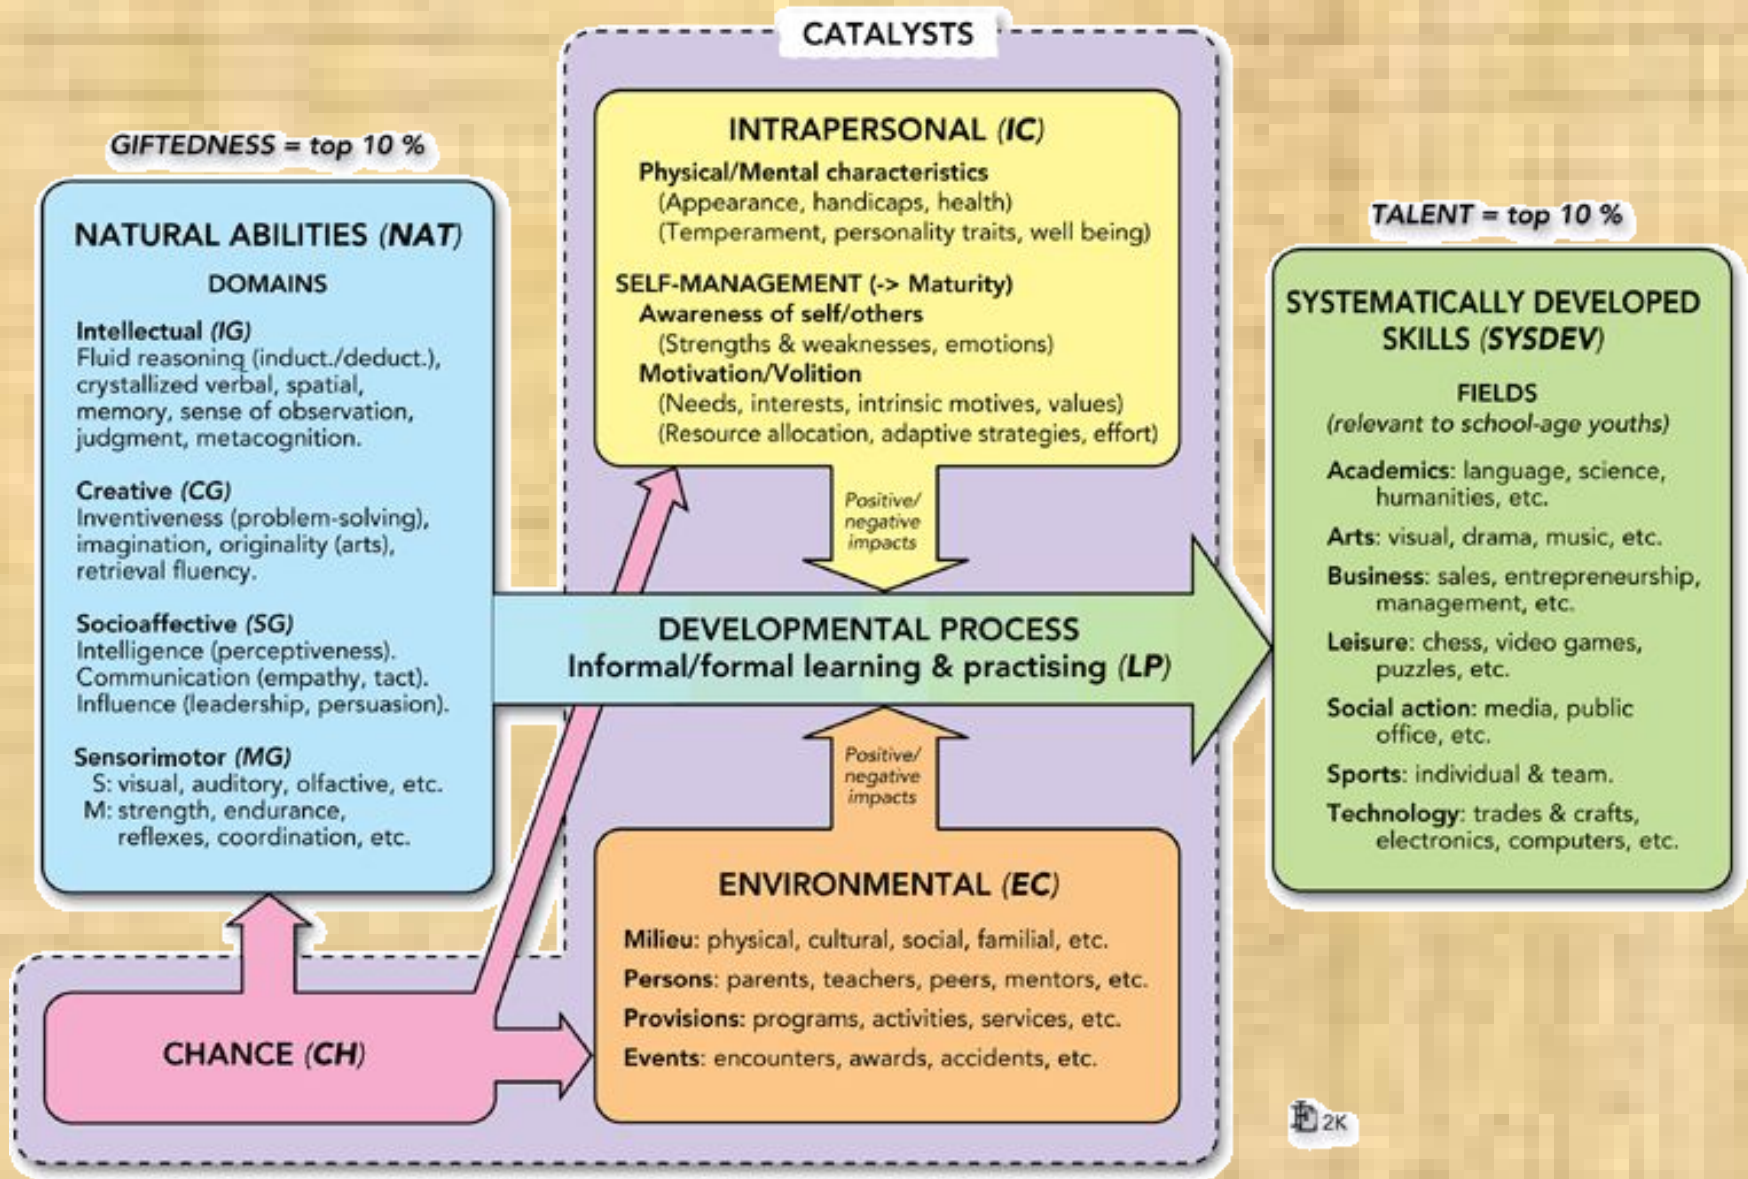 CATALYSTS
GIFTEDNESS = top 10 %
NATURAL ABILITIES (NAT)
DOMAINS
Intellectual (IG)
Fluid reasoning (induct./deduct.),
crystallized verbal, spatial,
memory, sense of observation,
judgment, metacognition.
Creative (CG)
Inventiveness (problem-solving),
imagination, originality (arts),
retrieval fluency.
Socioaffective (SG)
Intelligence (perceptiveness).
Communication (empathy, tact).
Influence (leadership, persuasion).
Sensorimotor (MG)
S: visual, auditory, olfactive, etc.
M: strength, endurance,
reflexes, coordination, etc.
CHANCE (CH)
INTRAPERSONAL (IC)
Physical/Mental characteristics
(Appearance, handicaps, health)
(Temperament, personality traits, well being)
SELF-MANAGEMENT (-> Maturity)
Awareness of self/others
(Strengths & weaknesses, emotions)
Motivation/Volition
(Needs, interests, intrinsic motives, values)
(Resource allocation, adaptive strategies, effort)
Positive/
negative
impacts
DEVELOPMENTAL PROCESS
Informal/formal learning & practising (LP)
Positive/
negative
impacts
ENVIRONMENTAL (EC)
Milieu: physical, cultural, social, familial, etc.
Persons: parents, teachers, peers, mentors, etc.
Provisions: programs, activities, services, etc.
Events: encounters, awards, accidents, etc.
TALENT = top 10 %
SYSTEMATICALLY DEVELOPED
SKILLS (SYSDEV)
FIELDS
(relevant to school-age youths)
Academics: language, science,
humanities, etc.
Arts: visual, drama, music, etc.
Business: sales, entrepreneurship,
management, etc.
Leisure: chess, video games,
puzzles, etc.
Social action: media, public
office, etc.
Sports: individual & team.
Technology: trades & crafts,
electronics, computers, etc.
2K